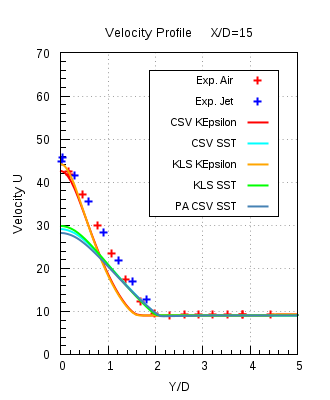 Velocity Profile X/D=15
70
60
50
40
30
20
10
0
Velocity U
Exp. Air
Exp. Jet
CSV KEpsilon
CSV SST
KLS KEpsilon
KLS SST
PA CSV SST
0 1 2 3 4 5
Y/D